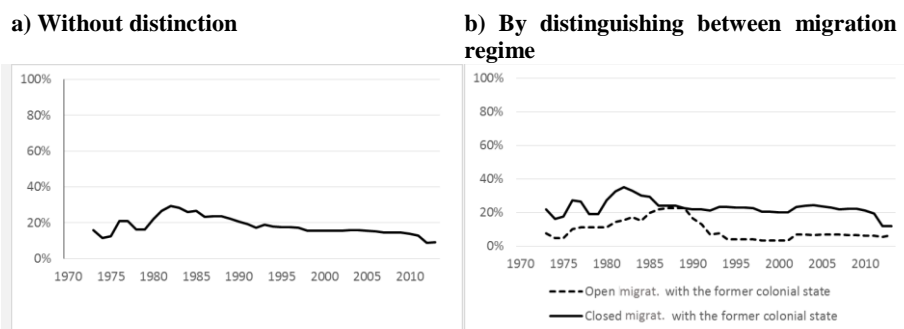 a) Without distinction
b) By distinguishing between migration
regime
100%
80%
60%
40%
20%
0%
1970 1975 1980 1985 1990 1995 2000 2005 2010
100%
80%
60%
40%
20%
0%
1970 1975 1980 1985 1990 1995 2000 2005 2010
Open migrat. with the former colonial state
Closed migrat. with the former colonial state